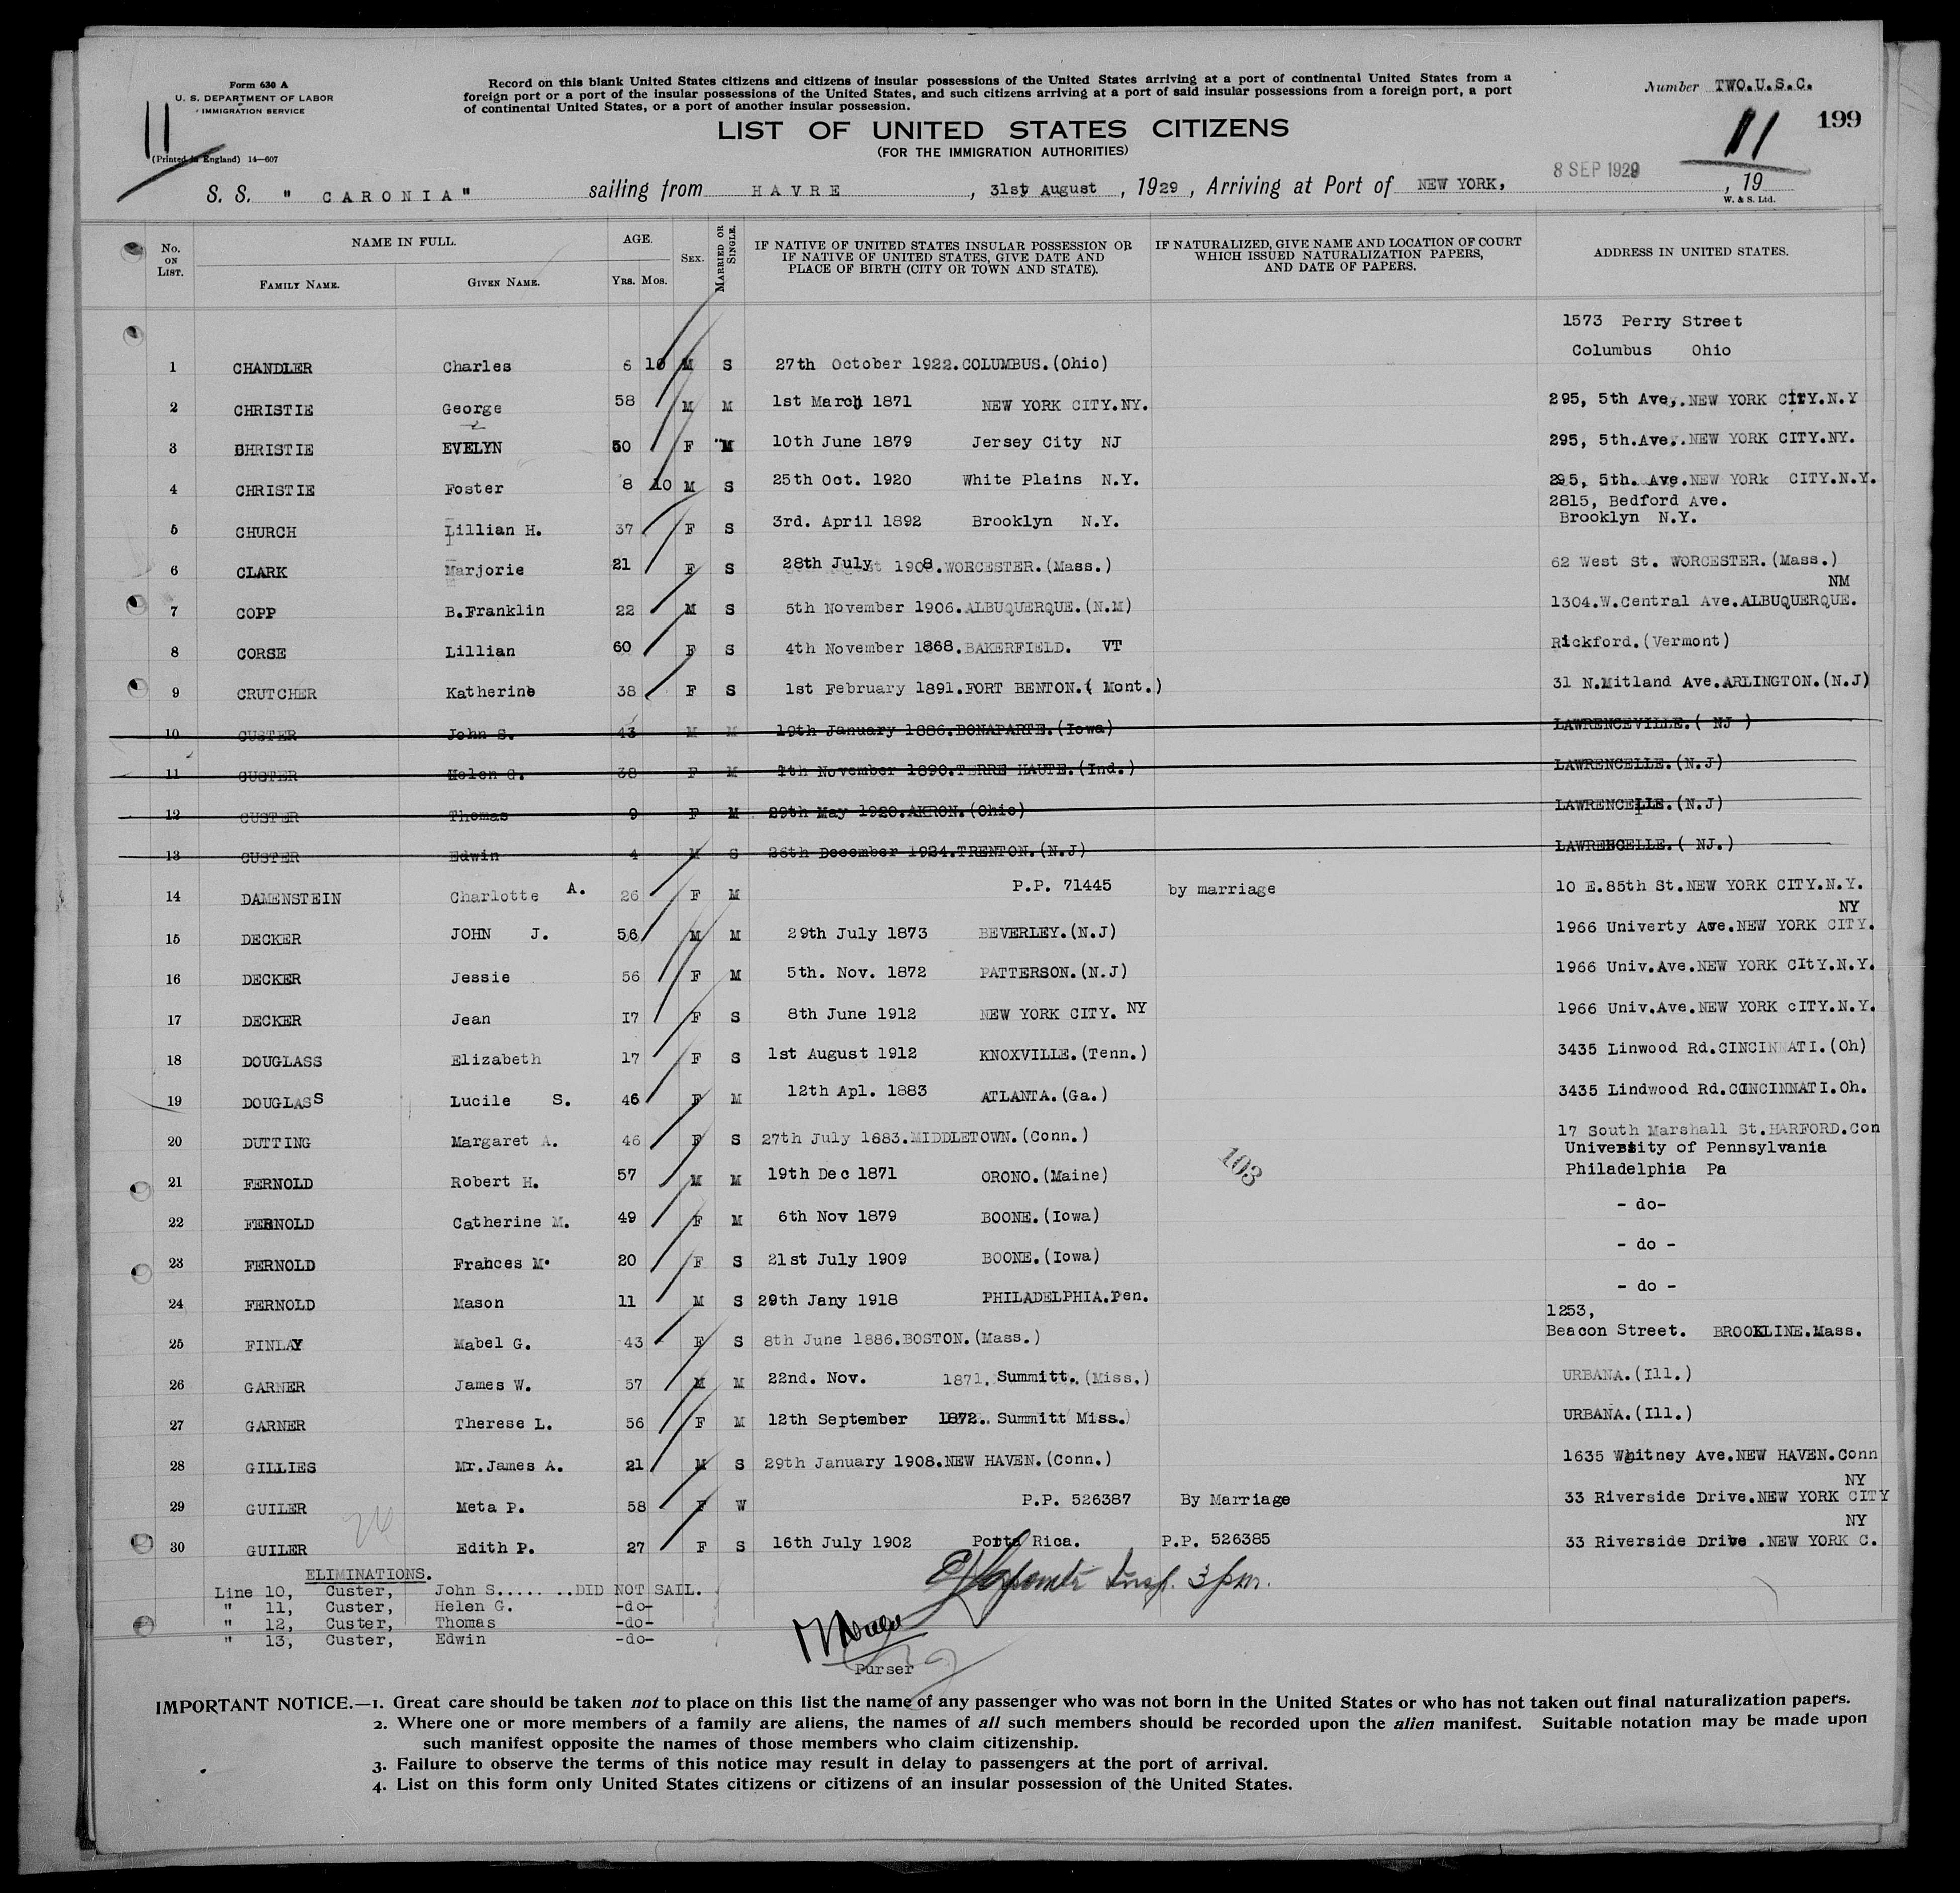 Form 630 A
U. S. DEPARTMENT OF LABOR
IMMIGRATION SERVICE
11
(Printed in England) 14—607
Record on this blank United States citizens and citizens of insular possessions of the United States arriving at a port of continental United States from a
foreign port or a port of the insular possessions of the United States, and such citizens arriving at a port of said insular possessions from a foreign port, a port
of continental United States, or a port of another insular possession.
Number TWO.U.S.C.
11
199
LIST OF UNITED STATES CITIZENS
(FOR THE IMMIGRATION AUTHORITIES)
S. S. " CARONIA" sailing from HAVRE, 31st August, 1929, Arriving at Port of NEW YORK, 8 SEP 1929, 19
W. & S. Ltd.
No. ON LIST. NAME IN FULL. FAMILY NAME. GIVEN NAME. AGE. YRS. MOS. SEX. MARRIED OR SINGLE. IF NATIVE OF UNITED STATES INSULAR POSSESSION OR IF NATIVE OF UNITED STATES, GIVE DATE AND PLACE OF BIRTH (CITY OR TOWN AND STATE). IF NATURALIZED, GIVE NAME AND LOCATION OF COURT WHICH ISSUED NATURALIZATION PAPERS, AND DATE OF PAPERS. ADDRESS IN UNITED STATES.
1573 Perry Street
1 CHANDLER Charles 6 10 M S 27th October 1922.COLUMBUS.(Ohio) Columbus Ohio
2 CHRISTIE George 58 M M 1st March 1871 NEW YORK CITY.NY. 295, 5th Ave,.NEW YORK CITY.N.Y
3 BHRISTIE EVELYN 50 F M 10th June 1879 Jersey City NJ 295, 5th.Ave,.NEW YORK CITY.NY.
4 CHRISTIE Foster 8 10 M S 25th Oct. 1920 White Plains N.Y. 295, 5th. Ave.NEW YORk CITY.N.Y.
2815, Bedford Ave.
5 CHURCH Lillian H. 37 F S 3rd. April 1892 Brooklyn N.Y. Brooklyn N.Y.
6 CLARK Marjorie 21 F S 28th July 1908.WORCESTER.(Mass.) 62 West St. WORCESTER.(Mass.)
NM
7 COPP B.Franklin 22 M S 5th November 1906.ALBUQUERQUE.(N.M) 1304.W.Central Ave.ALBUQUERQUE.
8 CORSE Lillian 60 F S 4th November 1868.BAKERFIELD. VT Rickford.(Vermont)
9 CRUTCHER Katherine 38 F S 1st February 1891.FORT BENTON.( Mont.) 31 N.Mitland Ave.ARLINGTON.(N.J)
10 CUSTER John S. 43 M M 19th January 1886.BONAPARTE.(Iowa) LAWRENCEVILLE.( NJ )
11 CUSTER Helen G. 38 F M 1th November 1890.TERRE HAUTE.(Ind.) LAWRENCELLE.(N.J)
12 CUSTER Thomas 9 F M 29th May 1920.AKRON.(Ohio) LAWRENCELLE.(N.J)
13 CUSTER Edwin 4 M S 26th December 1924.TRENTON.(N.J) LAWRENCELLE.( NJ.)
14 DAMENSTEIN Charlotte A. 26 F M P.P. 71445 by marriage 10 E.85th St.NEW YORK CITY.N.Y.
NY
15 DECKER JOHN J. 56 M M 29th July 1873 BEVERLEY.(N.J) 1966 Univerty Ave.NEW YORK CITY.
16 DECKER Jessie 56 F M 5th. Nov. 1872 PATTERSON.(N.J) 1966 Univ.Ave.NEW YORK CItY.N.Y.
17 DECKER Jean I7 F S 8th June 1912 NEW YORK CITY. NY 1966 Univ.Ave.NEW YORK cITY.N.Y.
18 DOUGLASS Elizabeth 17 F S 1st August 1912 KNOXVILLE.(Tenn.) 3435 Linwood Rd.CINCINNATI.(Oh)
19 DOUGLASS Lucile S. 46 F M 12th Apl. 1883 ATLANTA.(Ga.) 3435 Lindwood Rd.CINCINNATI.Oh.
20 DUTTING Margaret A. 46 F S 27th July 1883.MIDDLETOWN.(Conn.) 17 South Marshall St.HARFORD.Con
103
University of Pennsylvania
21 FERNOLD Robert H. 57 M M 19th Dec 1871 ORONO.(Maine) Philadelphia Pa
22 FERNOLD Catherine M. 49 F M 6th Nov 1879 BOONE.(Iowa) - do-
23 FERNOLD Frances M. 20 F S 21st July 1909 BOONE.(Iowa) - do -
24 FERNOLD Mason 11 M S 29th Jany 1918 PHILADELPHIA.Pen. - do -
1253,
25 FINLAY Mabel G. 43 F S 8th June 1886.BOSTON.(Mass.) Beacon Street. BROOKLINE.Mass.
26 GARNER James W. 57 M M 22nd. Nov. 1871. Summitt.(Miss.) URBANA.(Ill.)
27 GARNER Therese L. 56 F M 12th September 1872. Summitt Miss. URBANA.(Ill.)
28 GILLIES Mr.James A. 21 M S 29th January 1908.NEW HAVEN.(Conn.) 1635 Whitney Ave.NEW HAVEN.Conn
NY
29 GUILER Meta P. 58 F W P.P. 526387 By Marriage 33 Riverside Drive.NEW YORK CITY
NY
30 GUILER Edith P. 27 F S 16th July 1902 Porta Rica. P.P. 526385 33 Riverside Drive .NEW YORK C.
26
ELIMINATIONS.
Line 10, Custer, John S..... ..DID NOT SAIL.
" 11, Custer, Helen G. -do-
" 12, Custer, Thomas -do-
" 13, Custer, Edwin -do-
Insp. 3 pm.
Purser
IMPORTANT NOTICE.—1. Great care should be taken not to place on this list the name of any passenger who was not born in the United States or who has not taken out final naturalization papers.
2. Where one or more members of a family are aliens, the names of all such members should be recorded upon the alien manifest. Suitable notation may be made upon
such manifest opposite the names of those members who claim citizenship.
3. Failure to observe the terms of this notice may result in delay to passengers at the port of arrival.
4. List on this form only United States citizens or citizens of an insular possession of the United States.